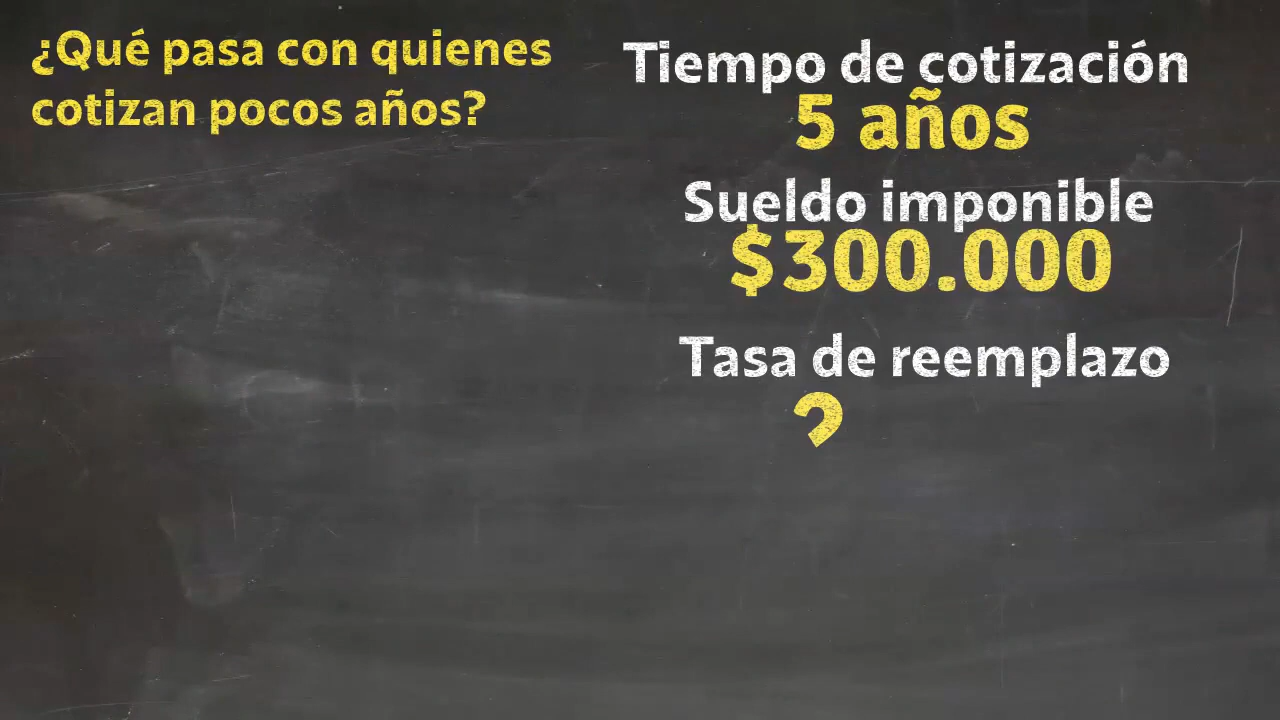 ¿Qué pasa con quienes
cotizan pocos años?
Tiempo de cotización
5 años
Sueldo imponible
$300.000
Tasa de reemplazo